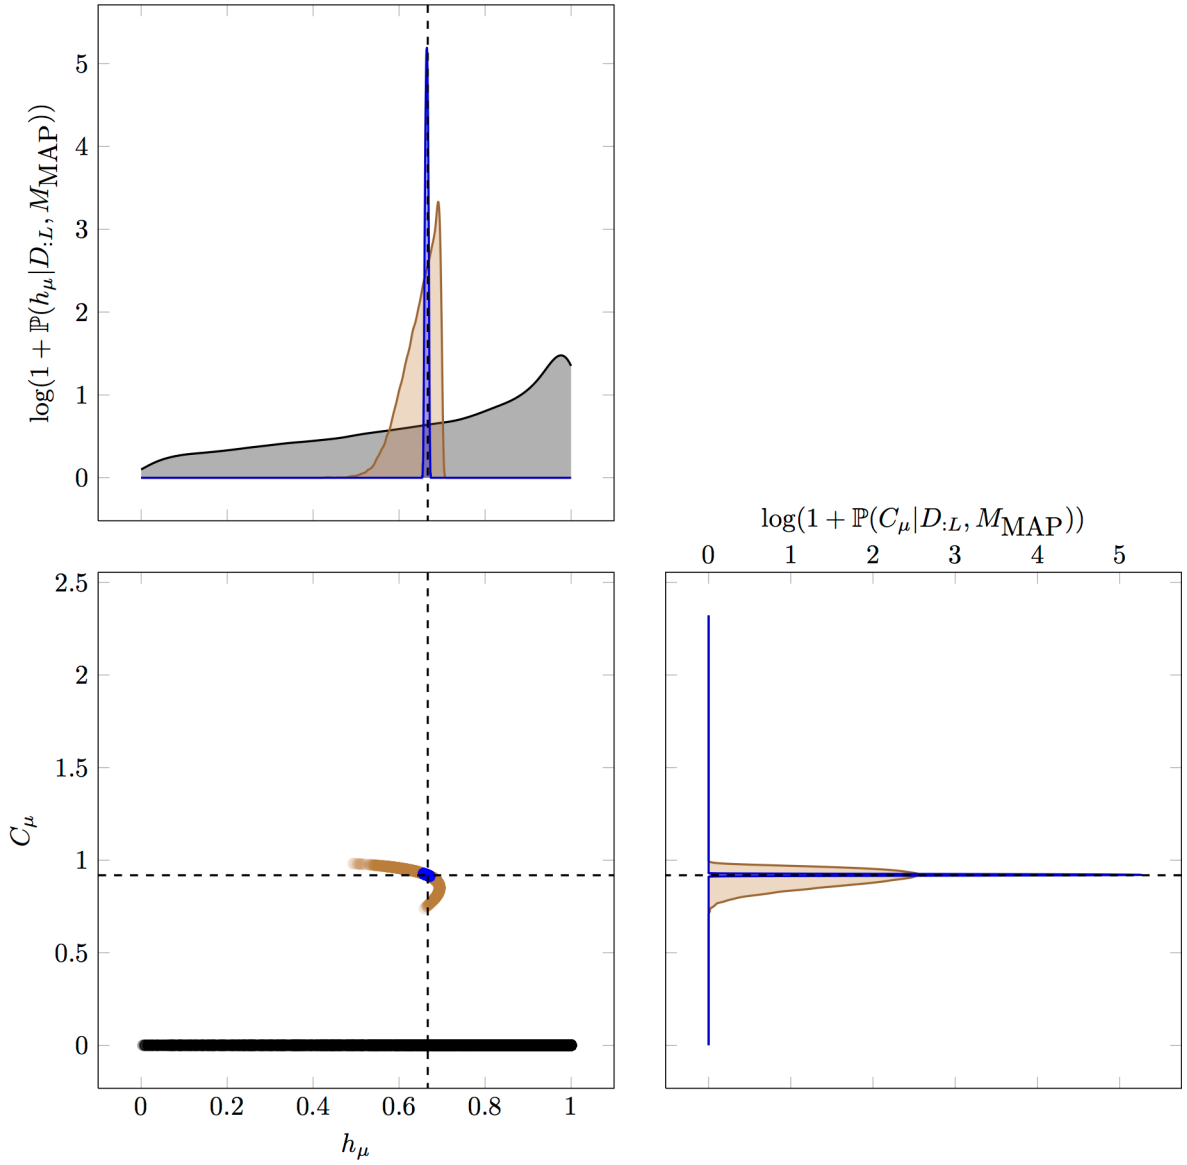 log(1 + ℙ(h_μ|D_{:L}, M_MAP))
5
4
3
2
1
0
log(1 + ℙ(C_μ|D_{:L}, M_MAP))
0 1 2 3 4 5
C_μ
2.5
2
1.5
1
0.5
0
0 0.2 0.4 0.6 0.8 1
h_μ